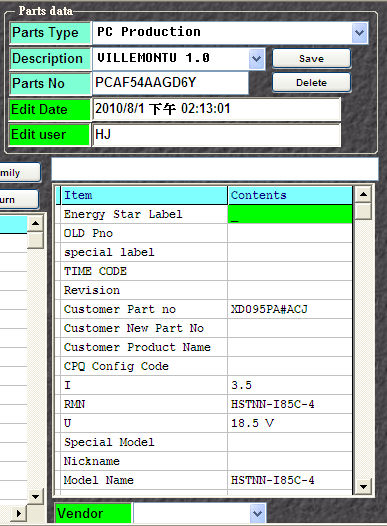 Parts data
Parts Type PC Production
Description VILLEMONTU 1.0 Save
Parts No PCAF54AAGD6Y Delete
Edit Date 2010/8/1 下午 02:13:01
Edit user HJ
mily
urn
Item Contents
Energy Star Label _
OLD Pno
special label
TIME CODE
Revision
Customer Part no XD095PA#ACJ
Customer New Part No
Customer Product Name
CPQ Config Code
I 3.5
RMN HSTNN-I85C-4
U 18.5 V
Special Model
Nickname
Model Name HSTNN-I85C-4
Vendor